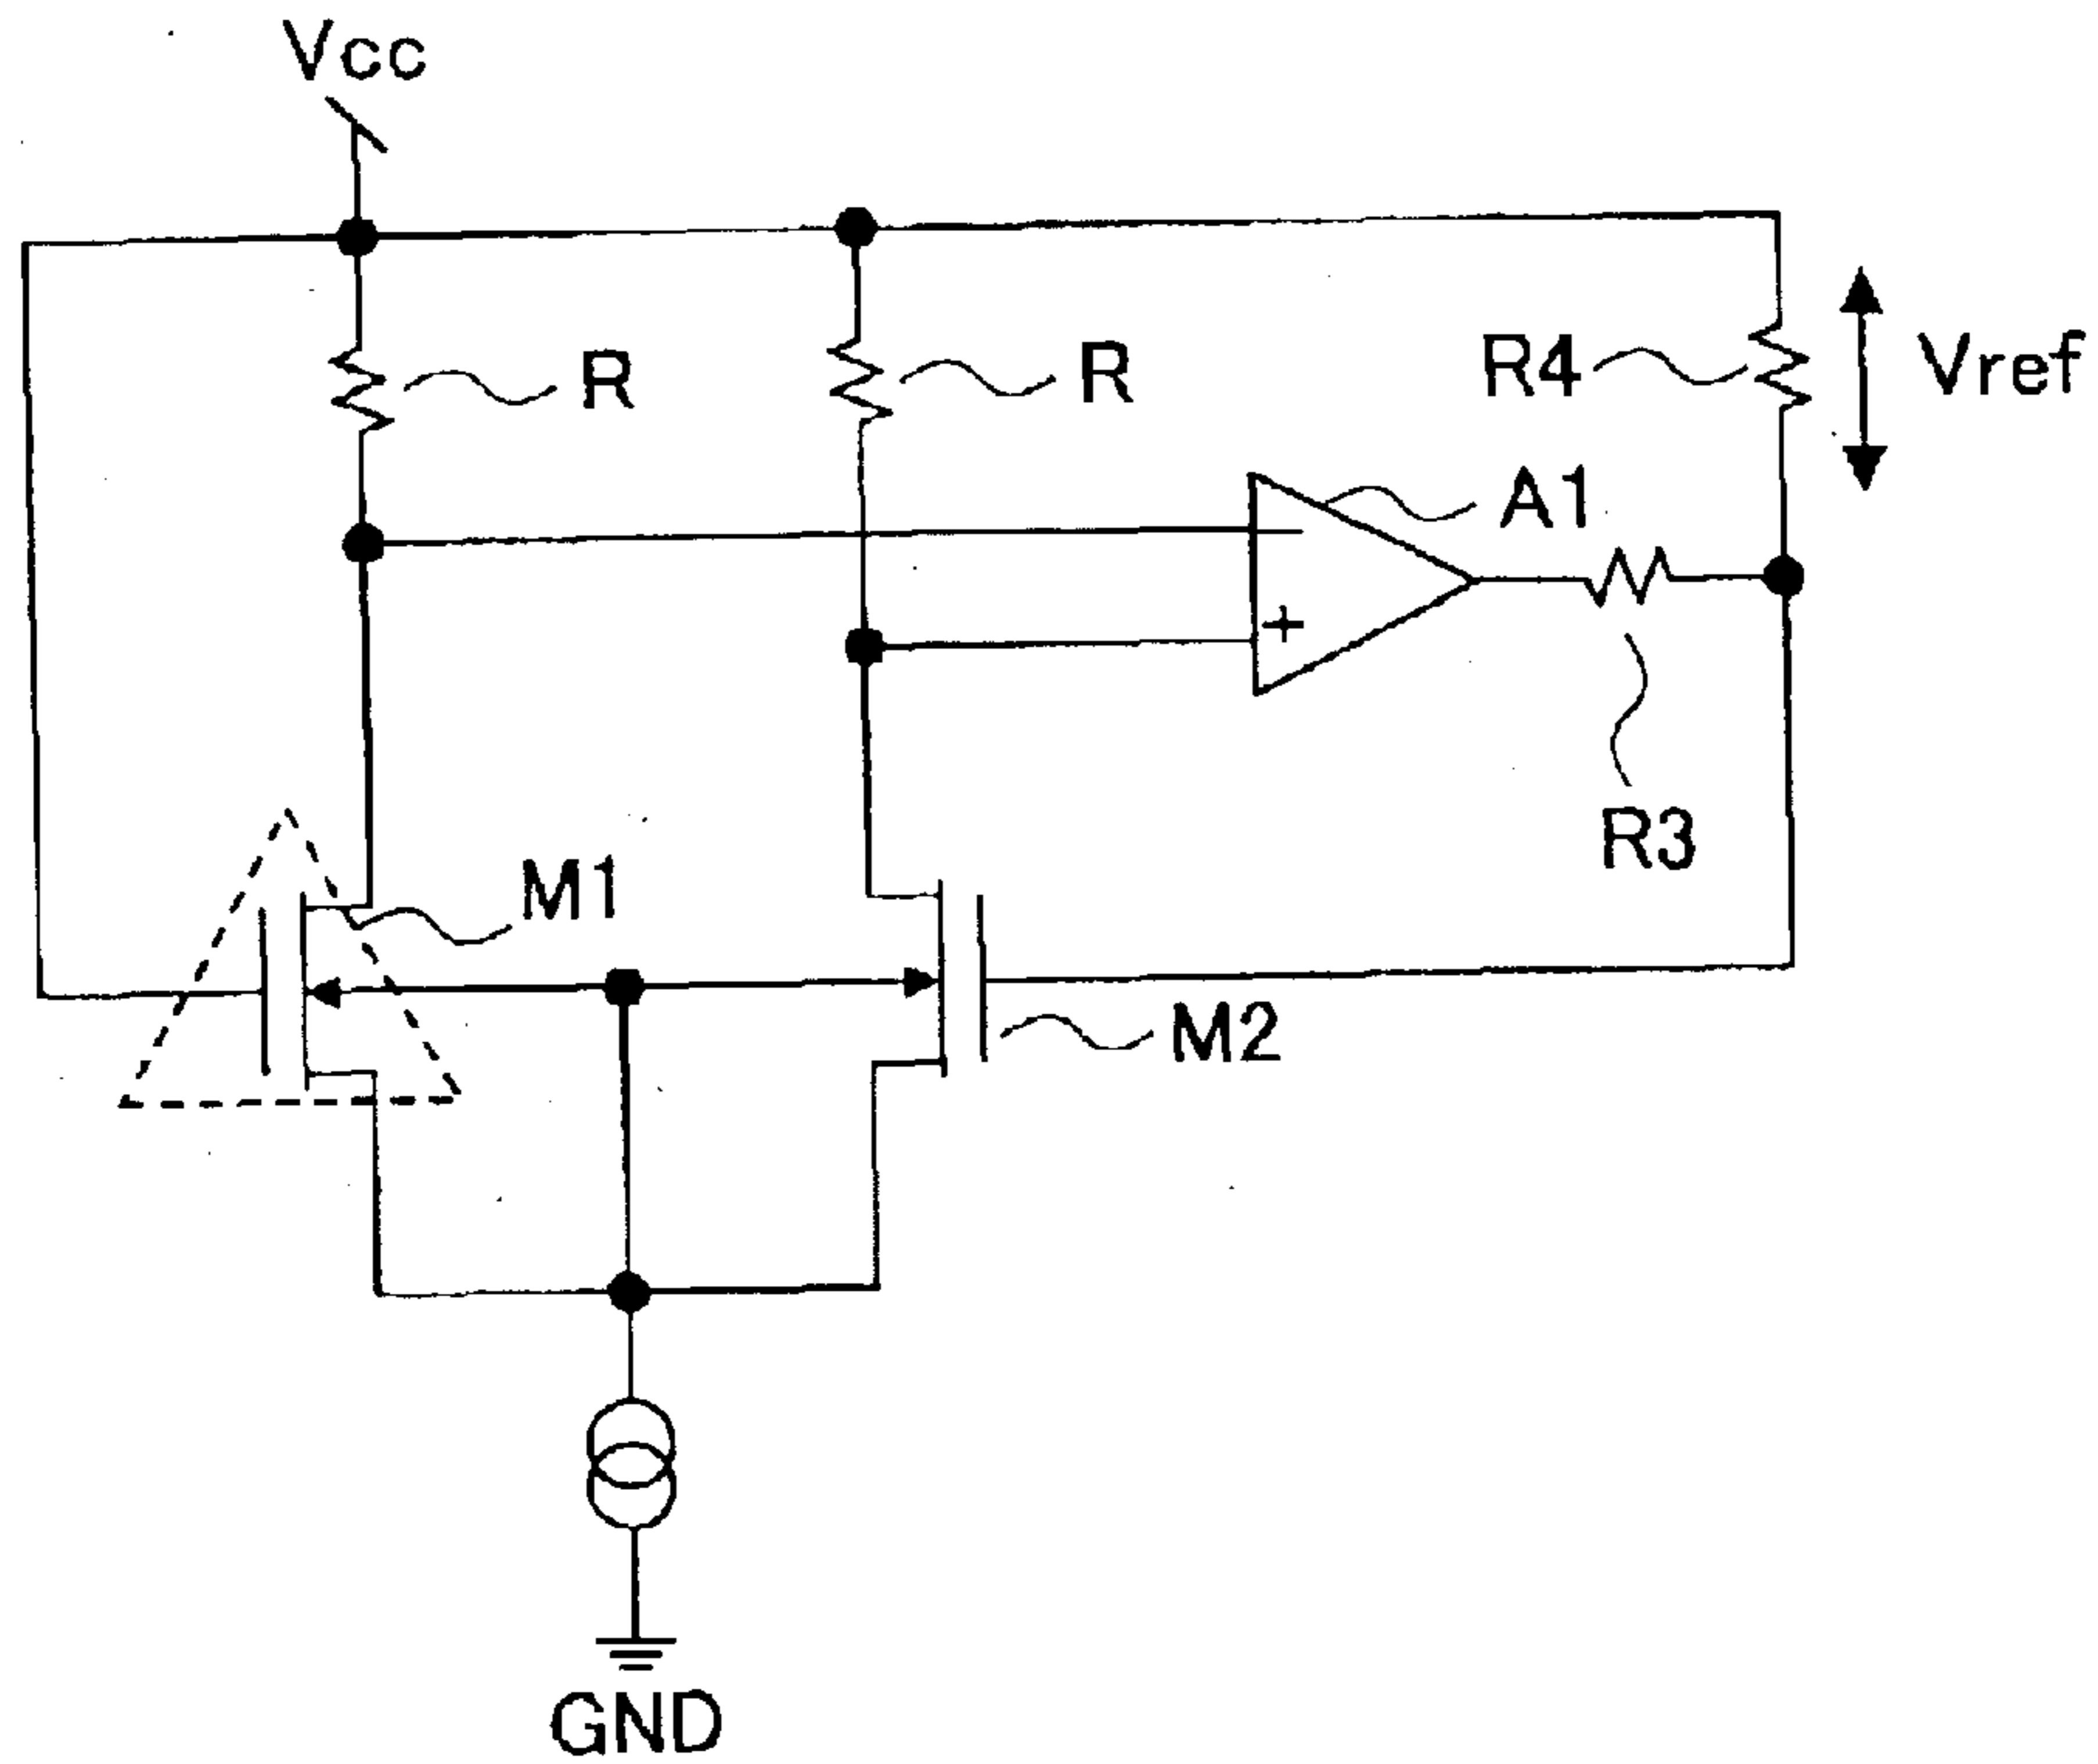 Vcc
R
R
R4
Vref
A1
−
+
R3
M1
M2
GND